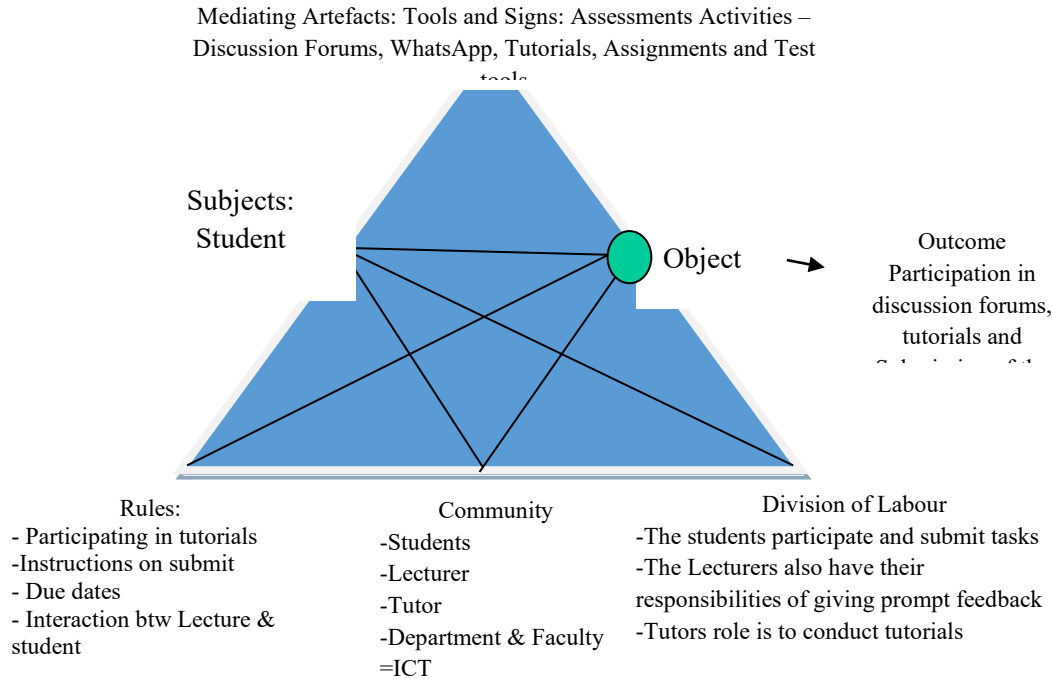 Mediating Artefacts: Tools and Signs: Assessments Activities –
Discussion Forums, WhatsApp, Tutorials, Assignments and Test
tools
Subjects:
Student
Object
Outcome
Participation in
discussion forums,
tutorials and
Rules:
- Participating in tutorials
-Instructions on submit
- Due dates
- Interaction btw Lecture &
student
Community
-Students
-Lecturer
-Tutor
-Department & Faculty
=ICT
Division of Labour
-The students participate and submit tasks
-The Lecturers also have their
responsibilities of giving prompt feedback
-Tutors role is to conduct tutorials